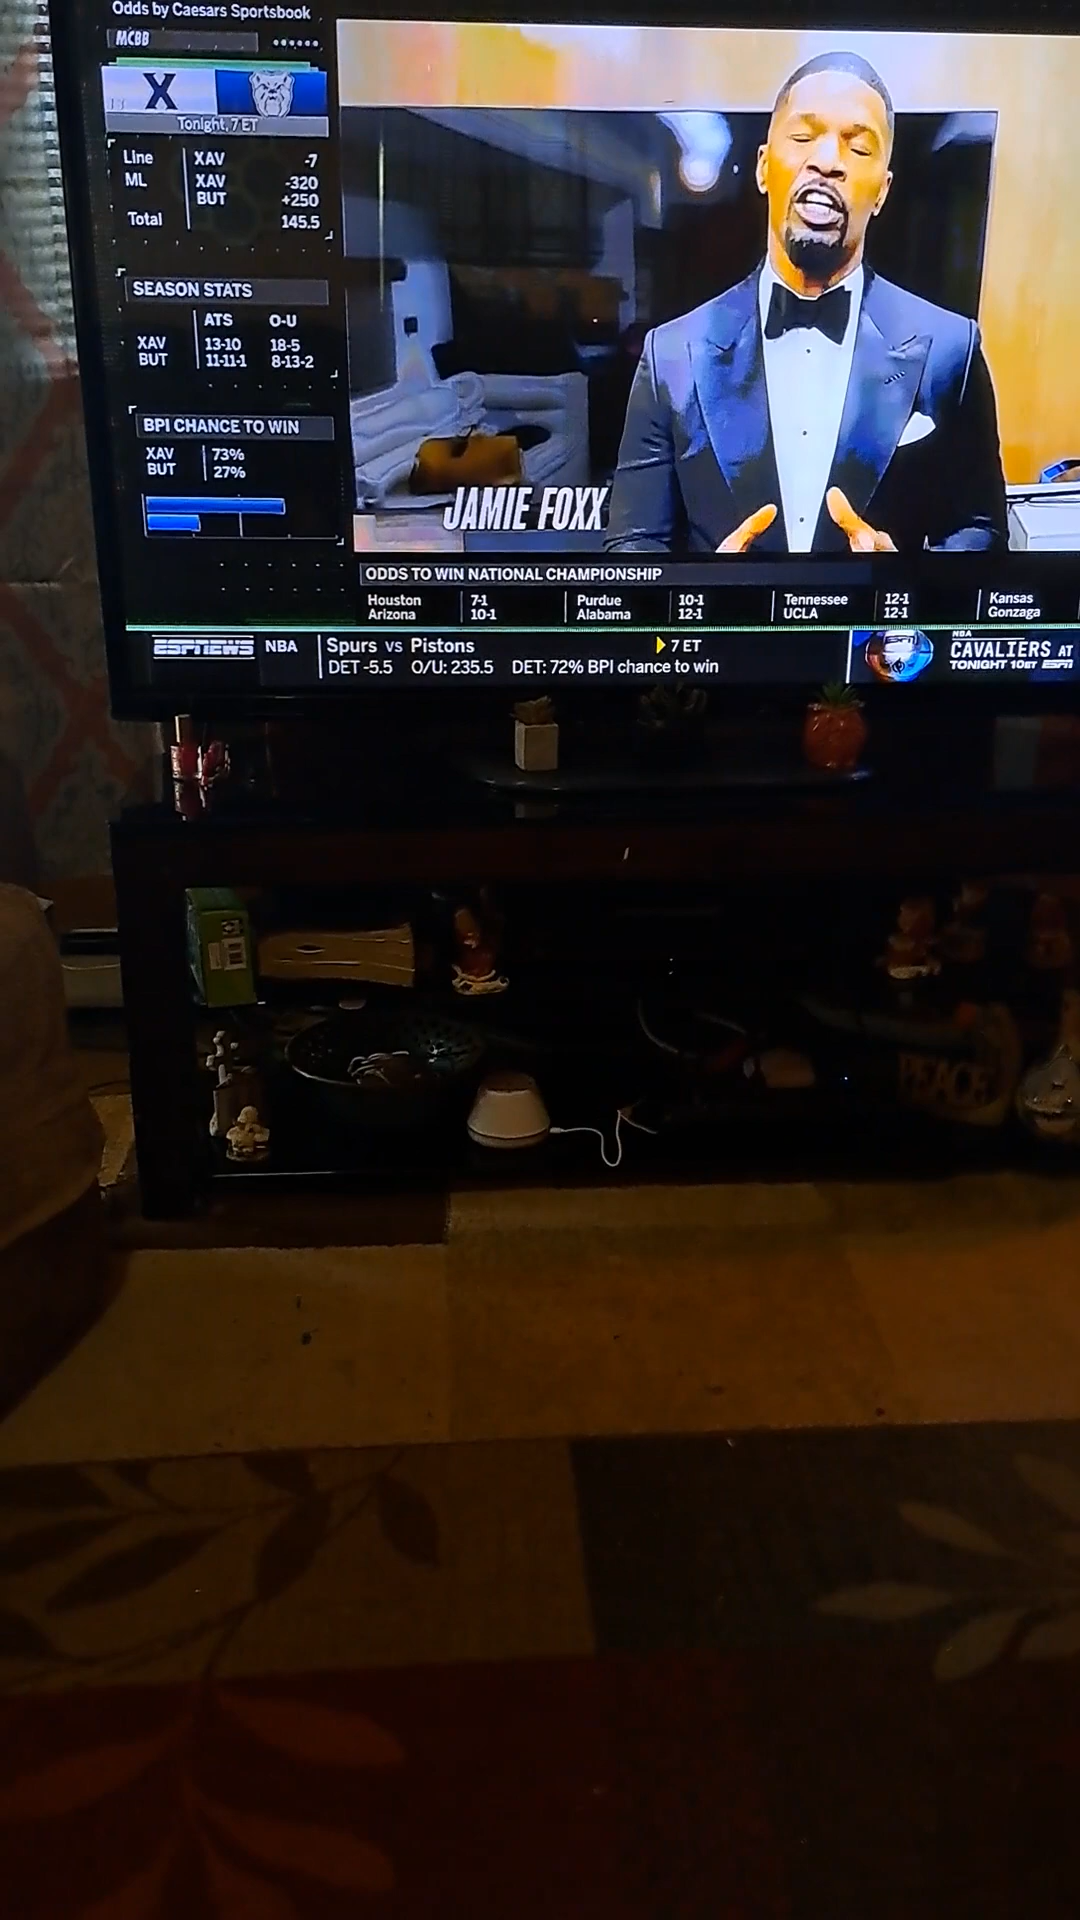 Odds by Caesars Sportsbook
MCBB
13 X
Tonight, 7 ET
Line XAV -7
ML XAV -320
BUT +250
Total 145.5
SEASON STATS
ATS O-U
XAV 13-10 18-5
BUT 11-11-1 8-13-2
BPI CHANCE TO WIN
XAV 73%
BUT 27%
JAMIE FOXX
ODDS TO WIN NATIONAL CHAMPIONSHIP
Houston 7-1 Purdue 10-1 Tennessee 12-1 Kansas
Arizona 10-1 Alabama 12-1 UCLA 12-1 Gonzaga
ESPNEWS NBA Spurs vs Pistons 7 ET
DET -5.5 O/U: 235.5 DET: 72% BPI chance to win
ESPN
NBA
CAVALIERS AT
TONIGHT 10ET ESPN
PEACE